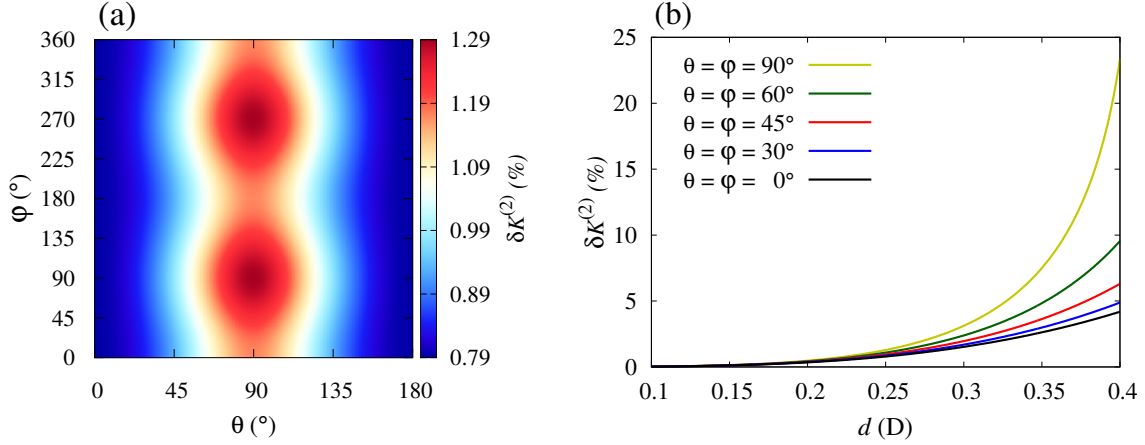 (a)
360
315
270
225
180
135
90
45
0
φ (°)
0 45 90 135 180
θ (°)
1.29
1.19
1.09
0.99
0.89
0.79
δK(2) (%)
(b)
25
20
15
10
5
0
δK(2) (%)
θ = φ = 90°
θ = φ = 60°
θ = φ = 45°
θ = φ = 30°
θ = φ = 0°
0.1 0.15 0.2 0.25 0.3 0.35 0.4
d (D)